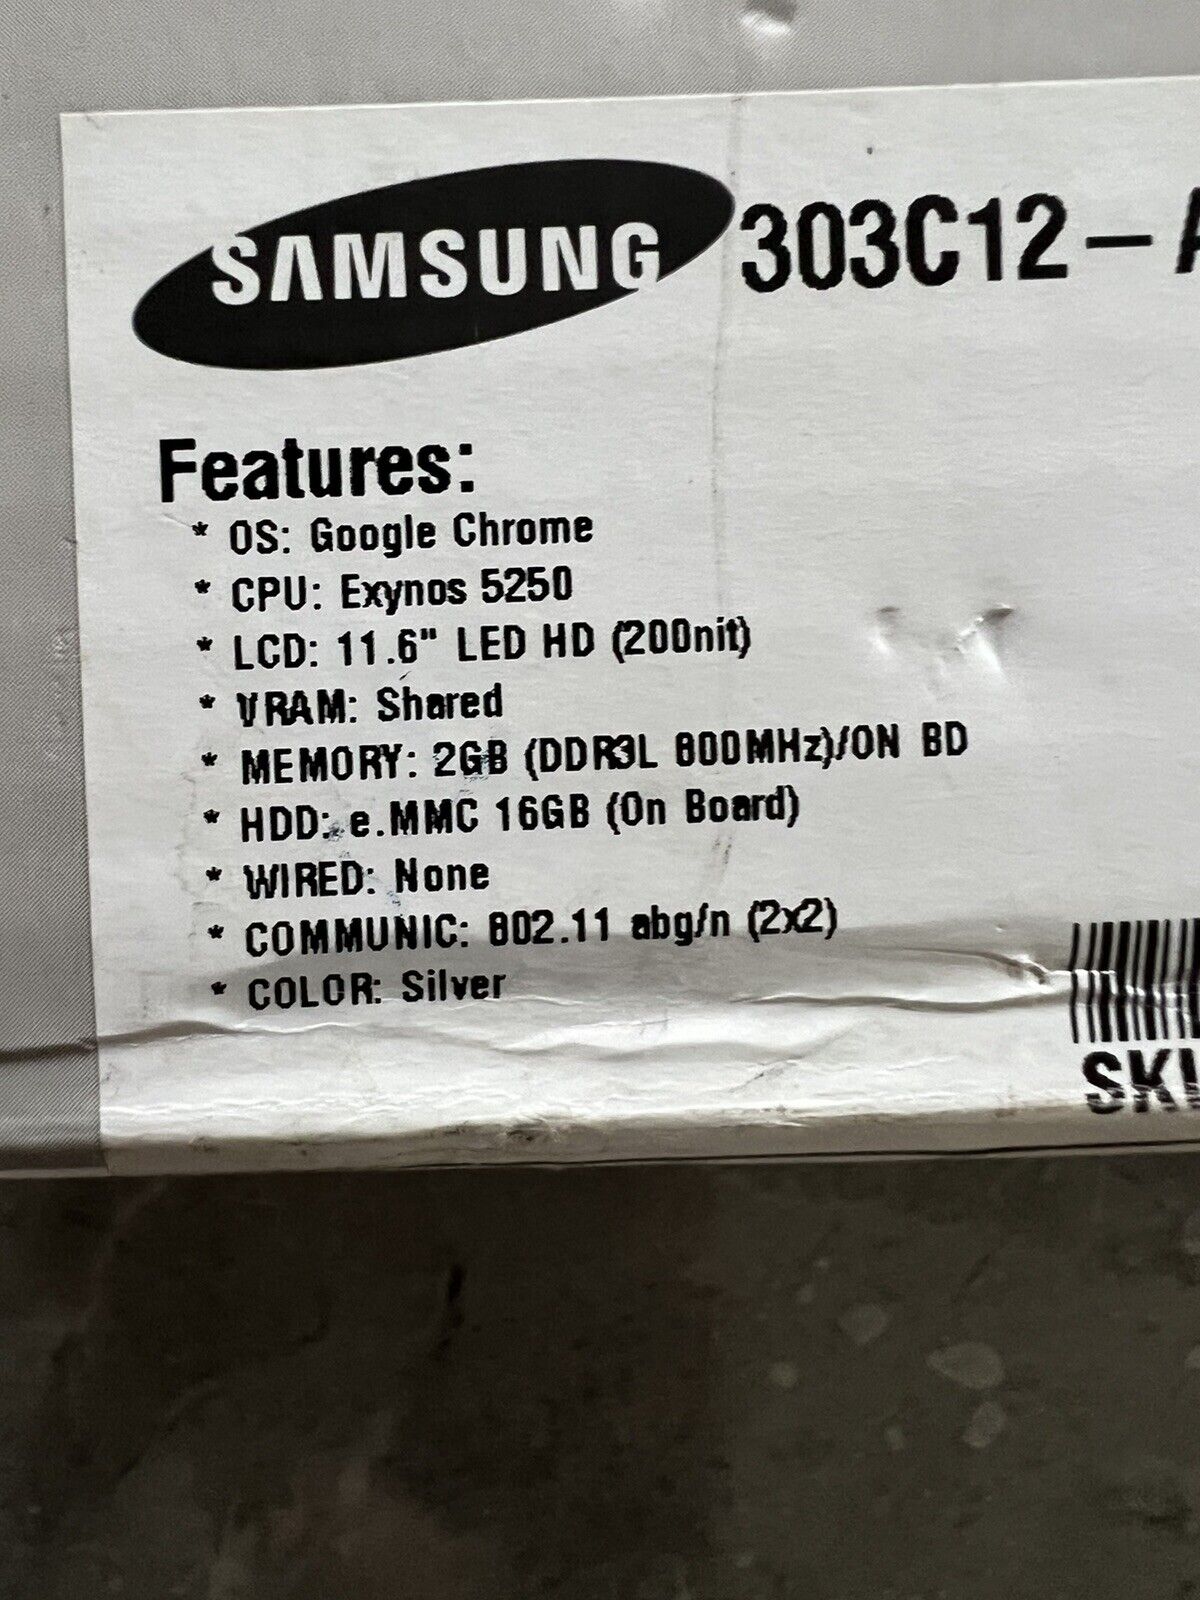 SAMSUNG 303C12-A
Features:
* OS: Google Chrome
* CPU: Exynos 5250
* LCD: 11.6" LED HD (200nit)
* VRAM: Shared
* MEMORY: 2GB (DDR3L 800MHz)/ON BD
* HDD: e.MMC 16GB (On Board)
* WIRED: None
* COMMUNIC: 802.11 abg/n (2x2)
* COLOR: Silver